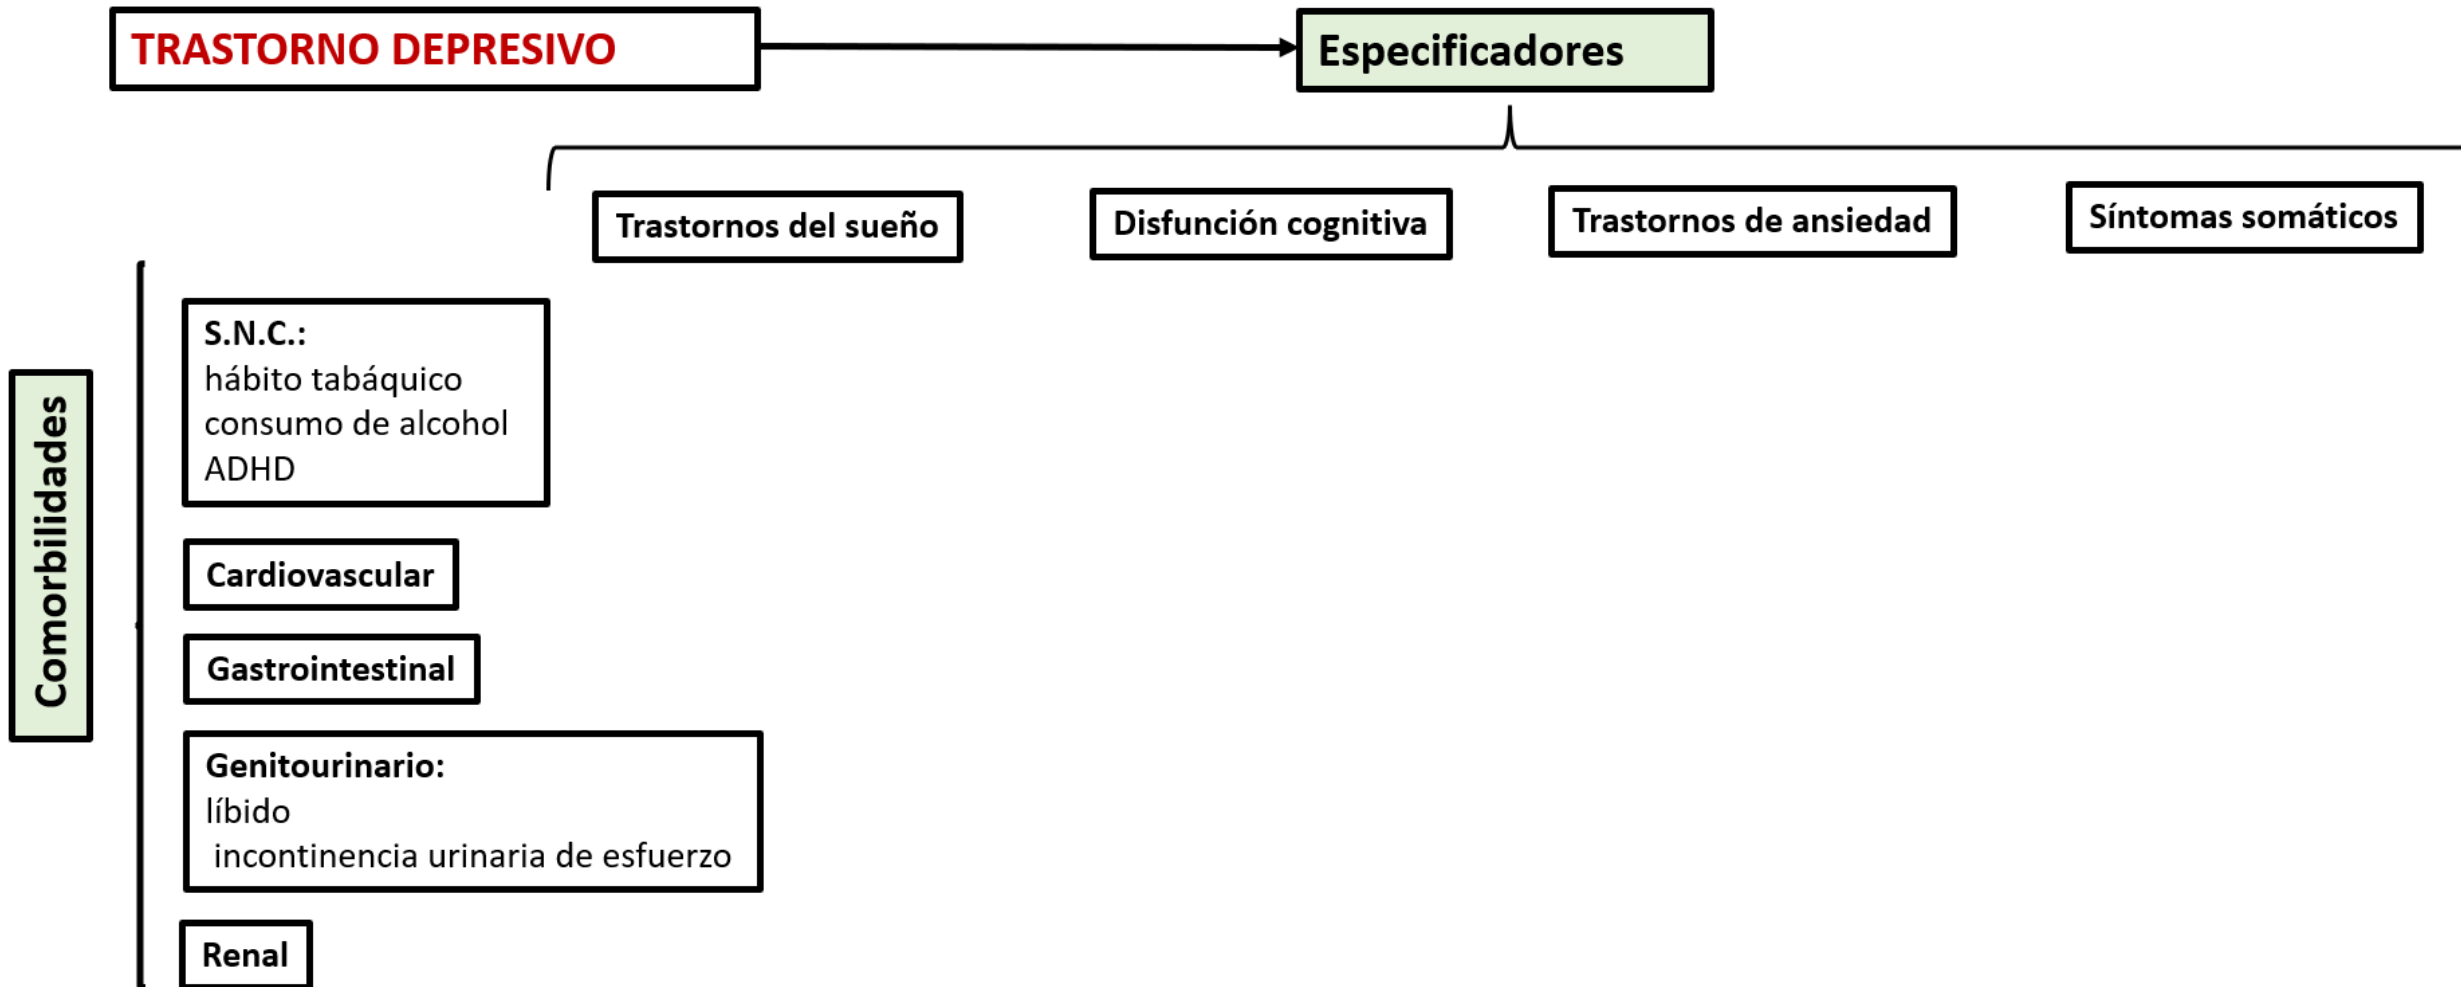 TRASTORNO DEPRESIVO
Especificadores
Trastornos del sueño
Disfunción cognitiva
Trastornos de ansiedad
Síntomas somáticos
Comorbilidades
S.N.C.:
hábito tabáquico
consumo de alcohol
ADHD
Cardiovascular
Gastrointestinal
Genitourinario:
líbido
incontinencia urinaria de esfuerzo
Renal